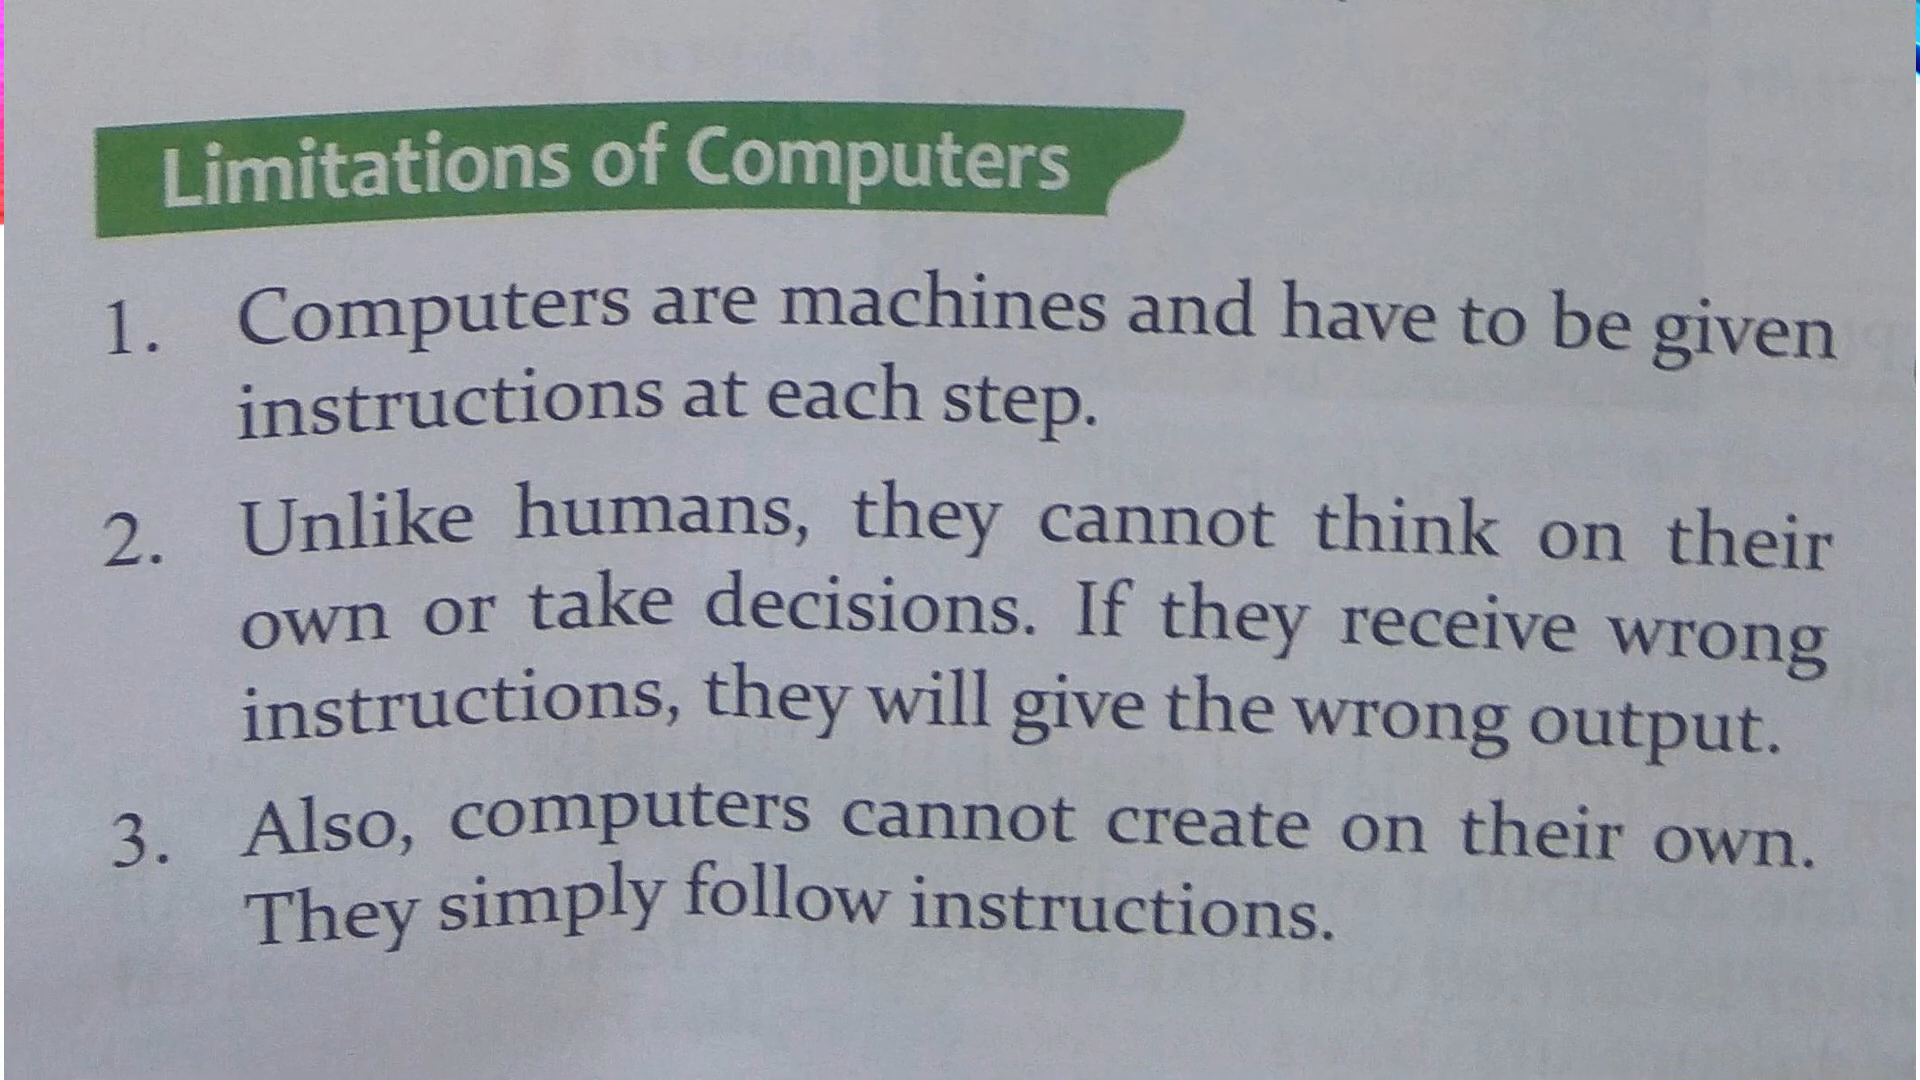 Limitations of Computers
1. Computers are machines and have to be given
instructions at each step.
2. Unlike humans, they cannot think on their
own or take decisions. If they receive wrong
instructions, they will give the wrong output.
3. Also, computers cannot create on their own.
They simply follow instructions.